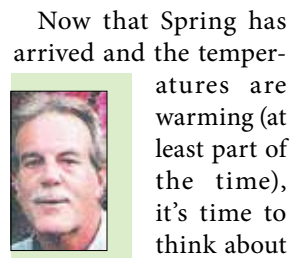 Now that Spring has
arrived and the temper-
atures are
warming (at
least part of
the time),
it's time to
think about